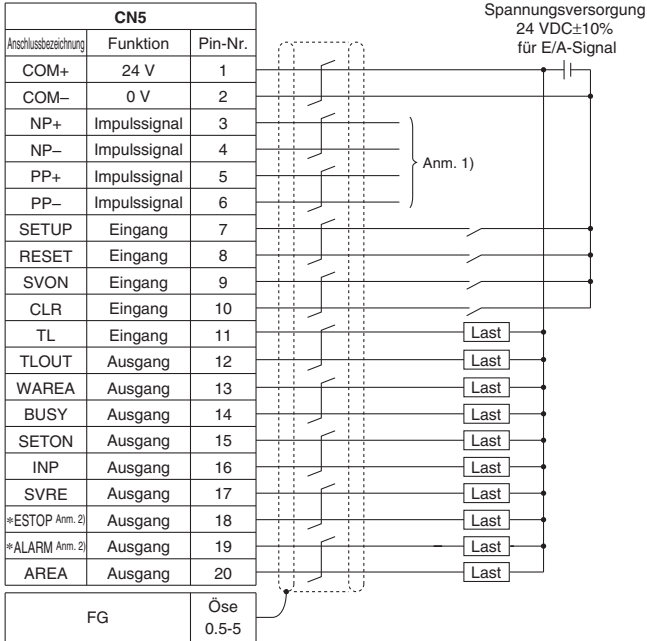 Spannungsversorgung
24 VDC±10%
für E/A-Signal
CN5
Anschlussbezeichnung Funktion Pin-Nr.
COM+ 24 V 1
COM– 0 V 2
NP+ Impulssignal 3
NP– Impulssignal 4
PP+ Impulssignal 5
PP– Impulssignal 6
Anm. 1)
SETUP Eingang 7
RESET Eingang 8
SVON Eingang 9
CLR Eingang 10
TL Eingang 11 Last
TLOUT Ausgang 12 Last
WAREA Ausgang 13 Last
BUSY Ausgang 14 Last
SETON Ausgang 15 Last
INP Ausgang 16 Last
SVRE Ausgang 17 Last
*ESTOP Anm. 2) Ausgang 18 Last
*ALARM Anm. 2) Ausgang 19 Last
AREA Ausgang 20 Last
FG Öse
0.5-5